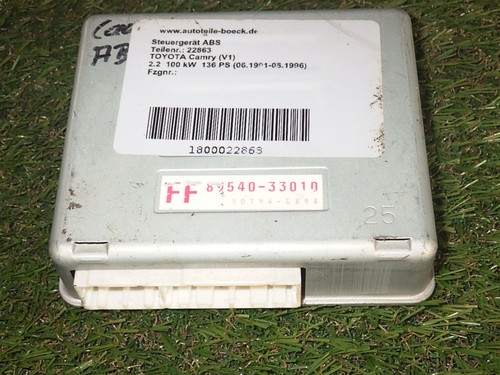 www.autoteile-boeck.de
Steuergerät ABS
Teilenr.: 22863
TOYOTA Camry (V1)
2.2 100 kW 136 PS (06.1991-08.1996)
Fzgnr.:
1800022863
FF 89540-33010
25